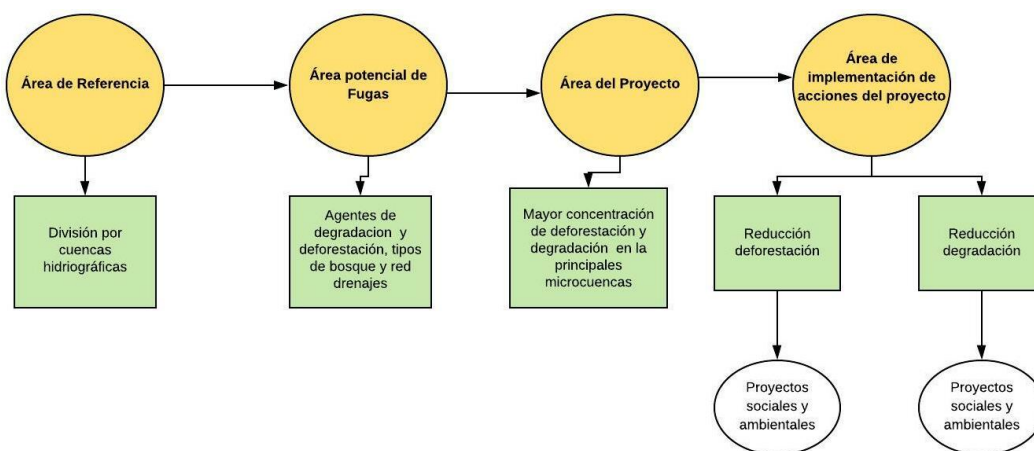 Área de Referencia
Área potencial de
Fugas
Área del Proyecto
Área de
implementación de
acciones del proyecto
División por
cuencas
hidriográficas
Agentes de
degradacion y
deforestación, tipos
de bosque y red
drenajes
Mayor concentración
de deforestación y
degradación en la
principales
microcuencas
Reducción
deforestación
Reducción
degradación
Proyectos
sociales y
ambientales
Proyectos
sociales y
ambientales